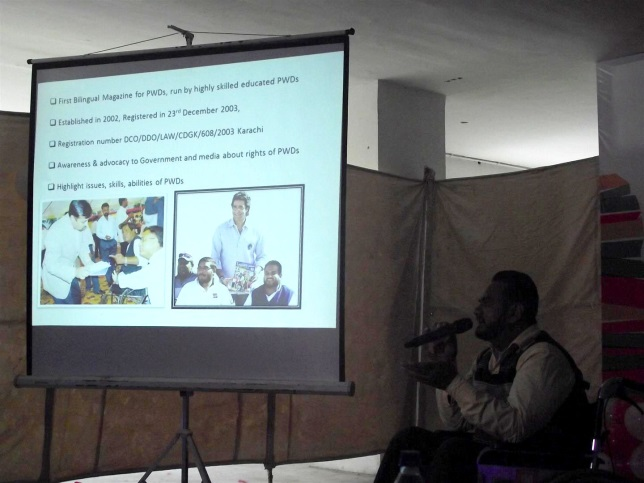 ❑ First Bilingual Magazine for PWDs, run by highly skilled educated PWDs
❑ Established in 2002, Registered in 23rd December 2003,
❑ Registration number DCO/DDO/LAW/CDGK/608/2003 Karachi
❑ Awareness & advocacy to Government and media about rights of PWDs
❑ Highlight issues, skills, abilities of PWDs